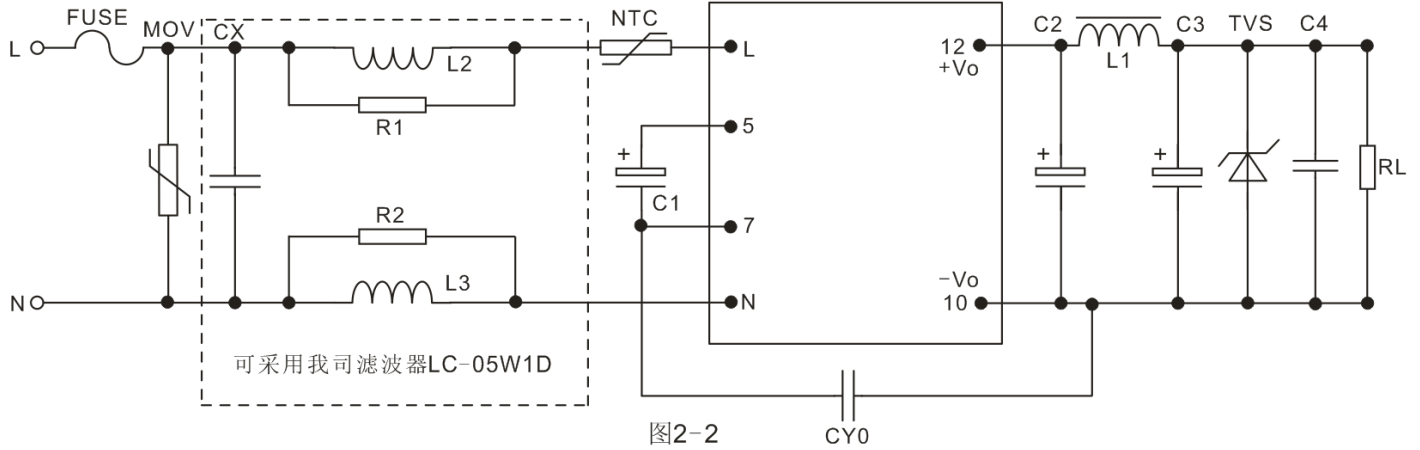 FUSE
MOV
CX
L
L2
R1
R2
L3
N
可采用我司滤波器LC-05W1D
NTC
L
5
C1
7
N
12
+Vo
-Vo
10
C2
L1
C3
TVS
C4
RL
CY0
图2-2